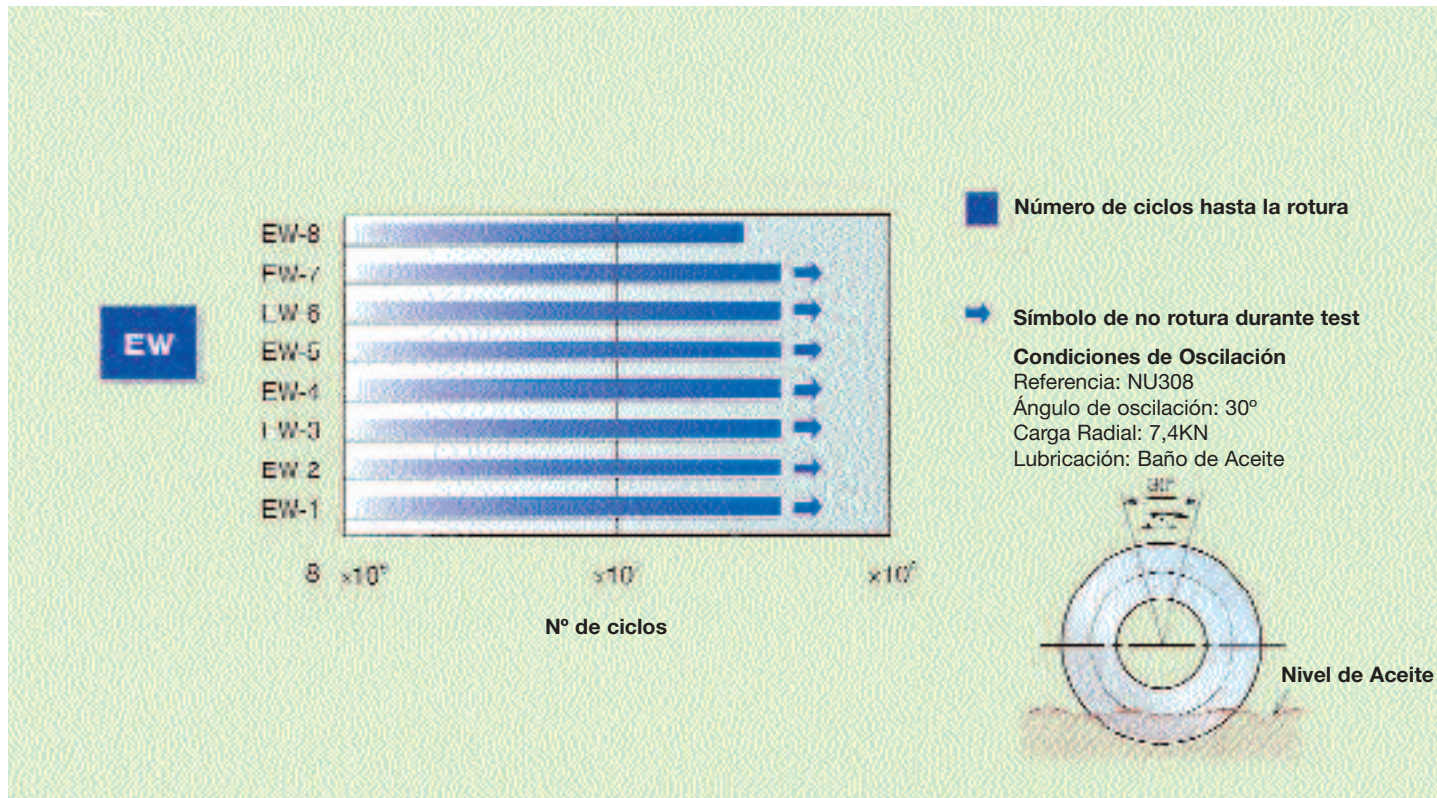 EW-8
EW-7
EW-6
EW-5
EW-4
EW-3
EW-2
EW-1
EW
8
Nº de ciclos
Número de ciclos hasta la rotura
Símbolo de no rotura durante test
Condiciones de Oscilación
Referencia: NU308
Ángulo de oscilación: 30º
Carga Radial: 7,4KN
Lubricación: Baño de Aceite
Nivel de Aceite